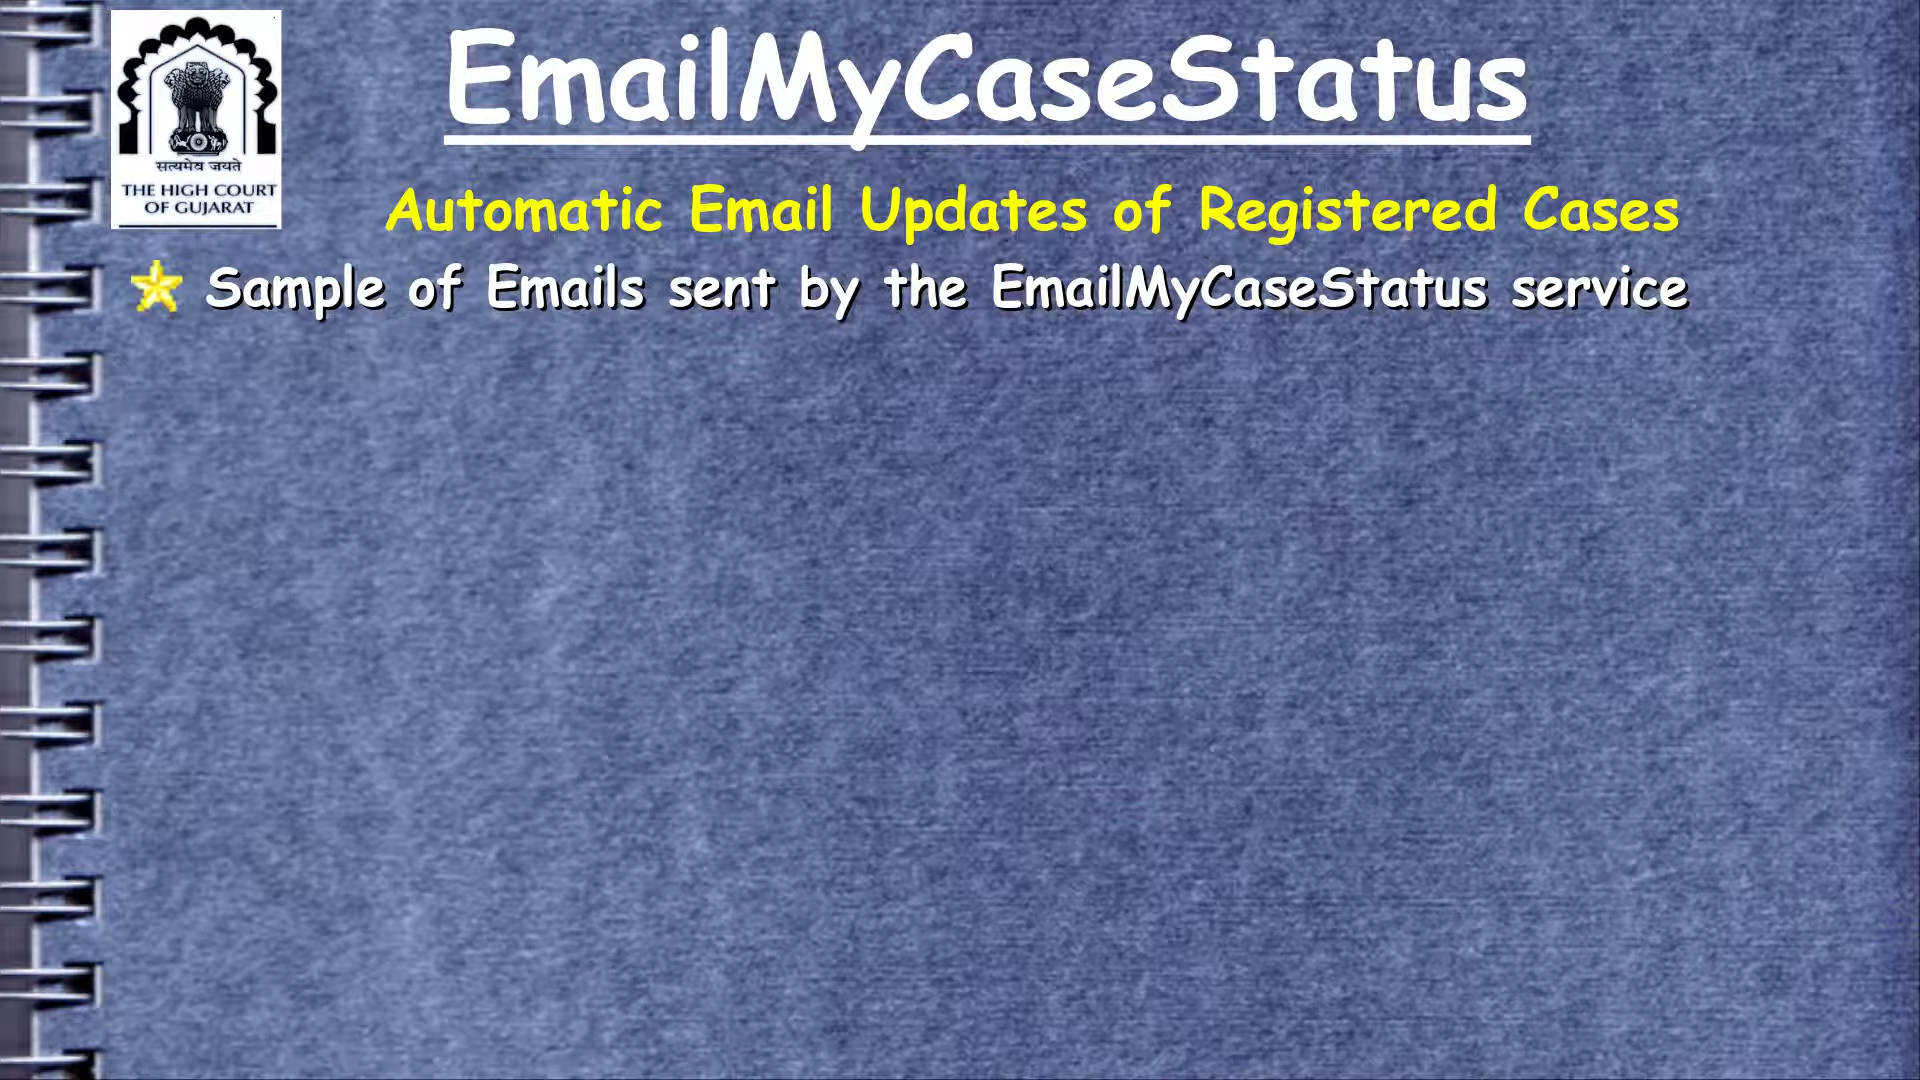 EmailMyCaseStatus
सत्यमेव जयते
THE HIGH COURT
OF GUJARAT
Automatic Email Updates of Registered Cases
Sample of Emails sent by the EmailMyCaseStatus service